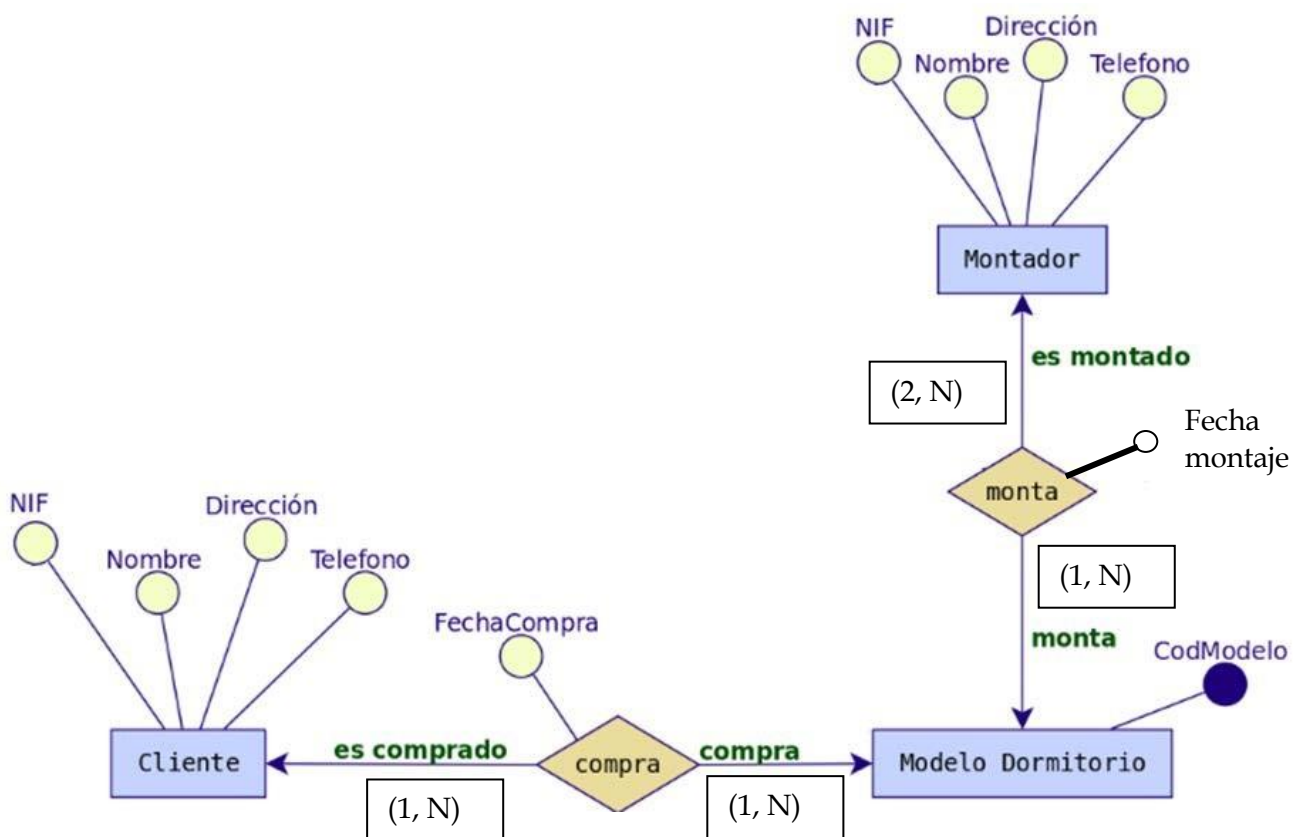 NIF
Nombre
Dirección
Telefono
Montador
es montado
(2, N)
Fecha
montaje
monta
(1, N)
monta
CodModelo
Modelo Dormitorio
NIF
Nombre
Dirección
Telefono
FechaCompra
Cliente
es comprado
(1, N)
compra
compra
(1, N)